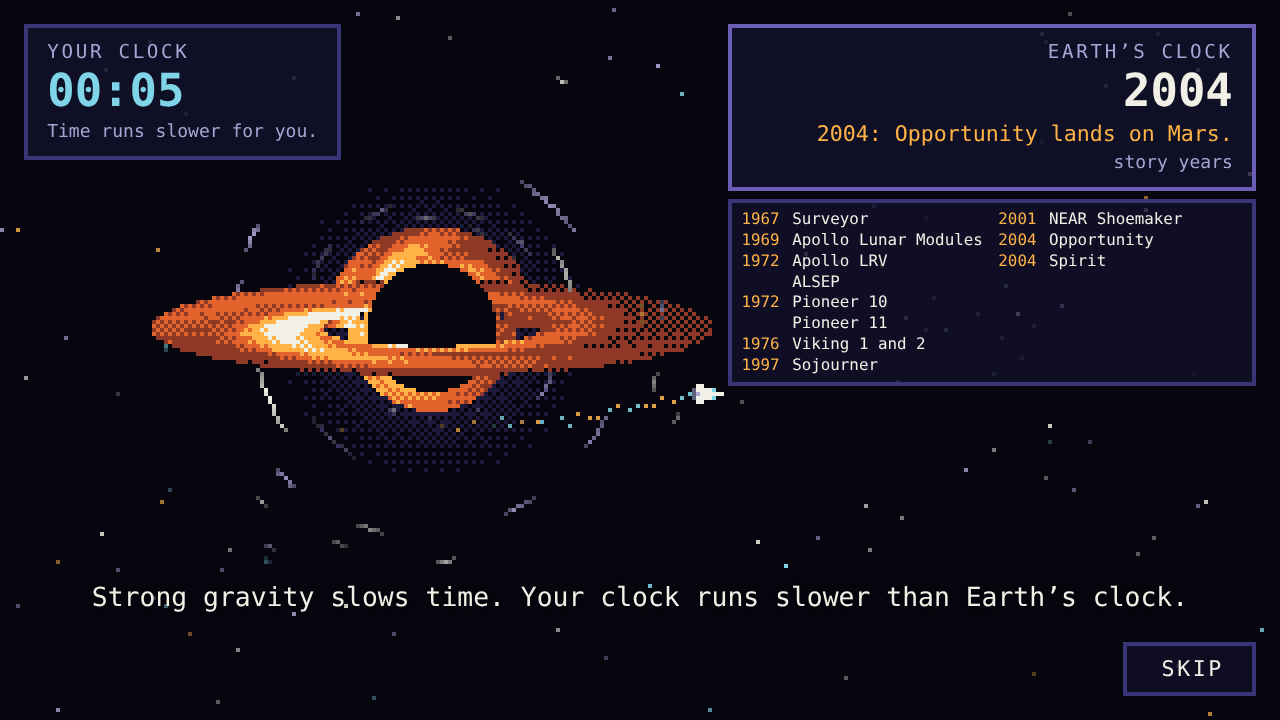 YOUR CLOCK
00:05
Time runs slower for you.
EARTH’S CLOCK
2004
2004: Opportunity lands on Mars.
story years
1967 Surveyor
1969 Apollo Lunar Modules
1972 Apollo LRV
ALSEP
1972 Pioneer 10
Pioneer 11
1976 Viking 1 and 2
1997 Sojourner
2001 NEAR Shoemaker
2004 Opportunity
2004 Spirit
Strong gravity slows time. Your clock runs slower than Earth’s clock.
SKIP